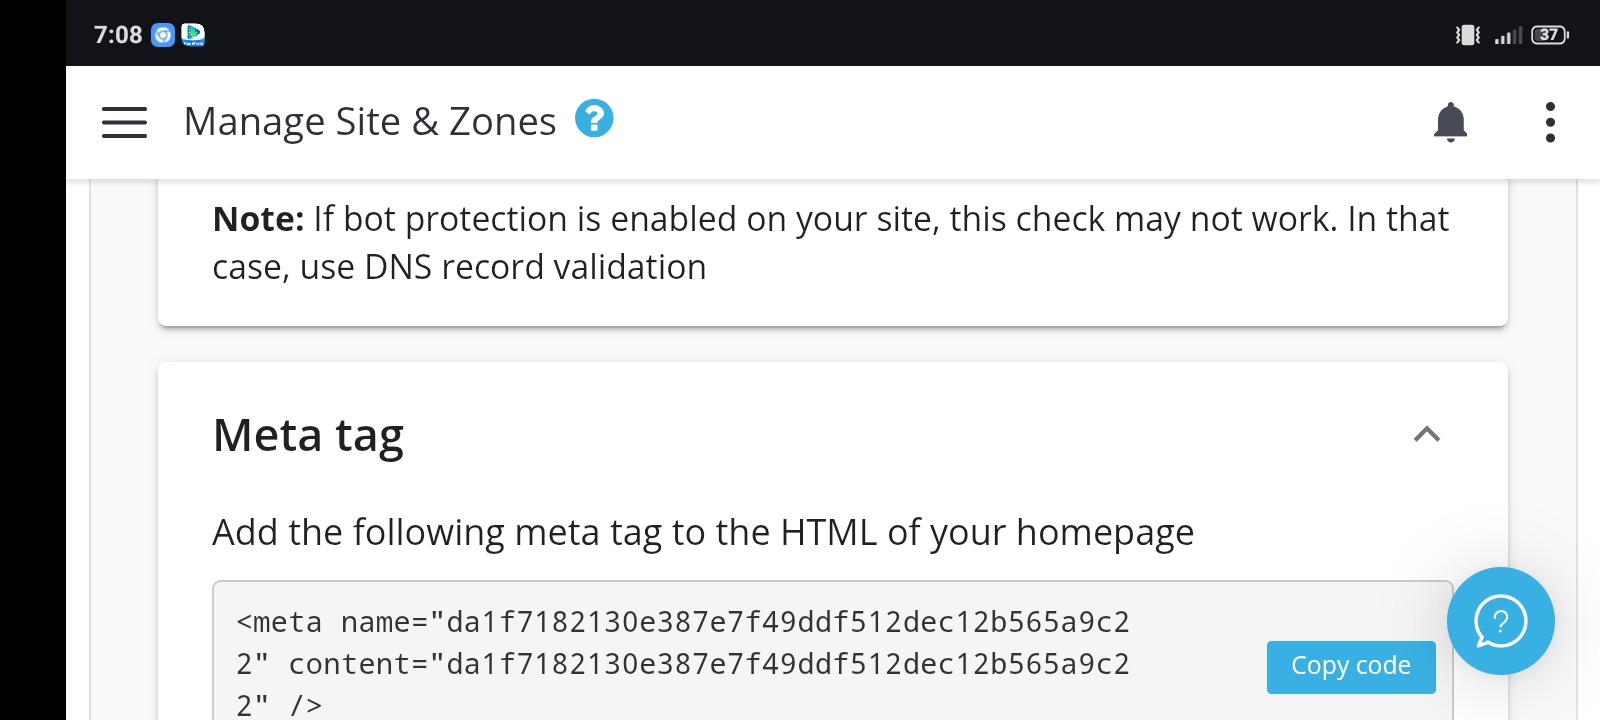 7:08
37
Manage Site & Zones ?
Note: If bot protection is enabled on your site, this check may not work. In that
case, use DNS record validation
Meta tag
Add the following meta tag to the HTML of your homepage
<meta name="da1f7182130e387e7f49ddf512dec12b565a9c2
2" content="da1f7182130e387e7f49ddf512dec12b565a9c2
2" />
Copy code
?